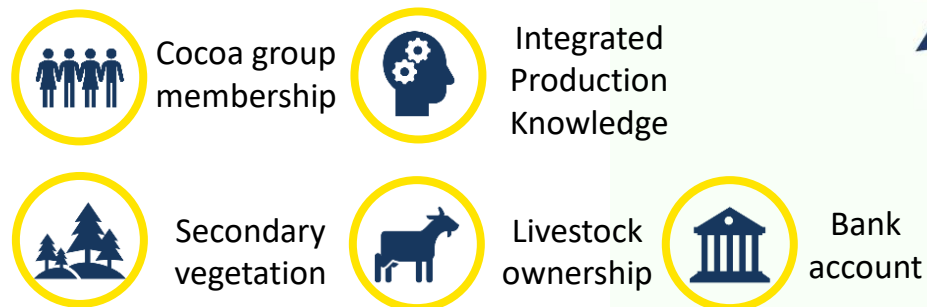 Cocoa group
membership
Integrated
Production
Knowledge
Secondary
vegetation
Livestock
ownership
Bank
account